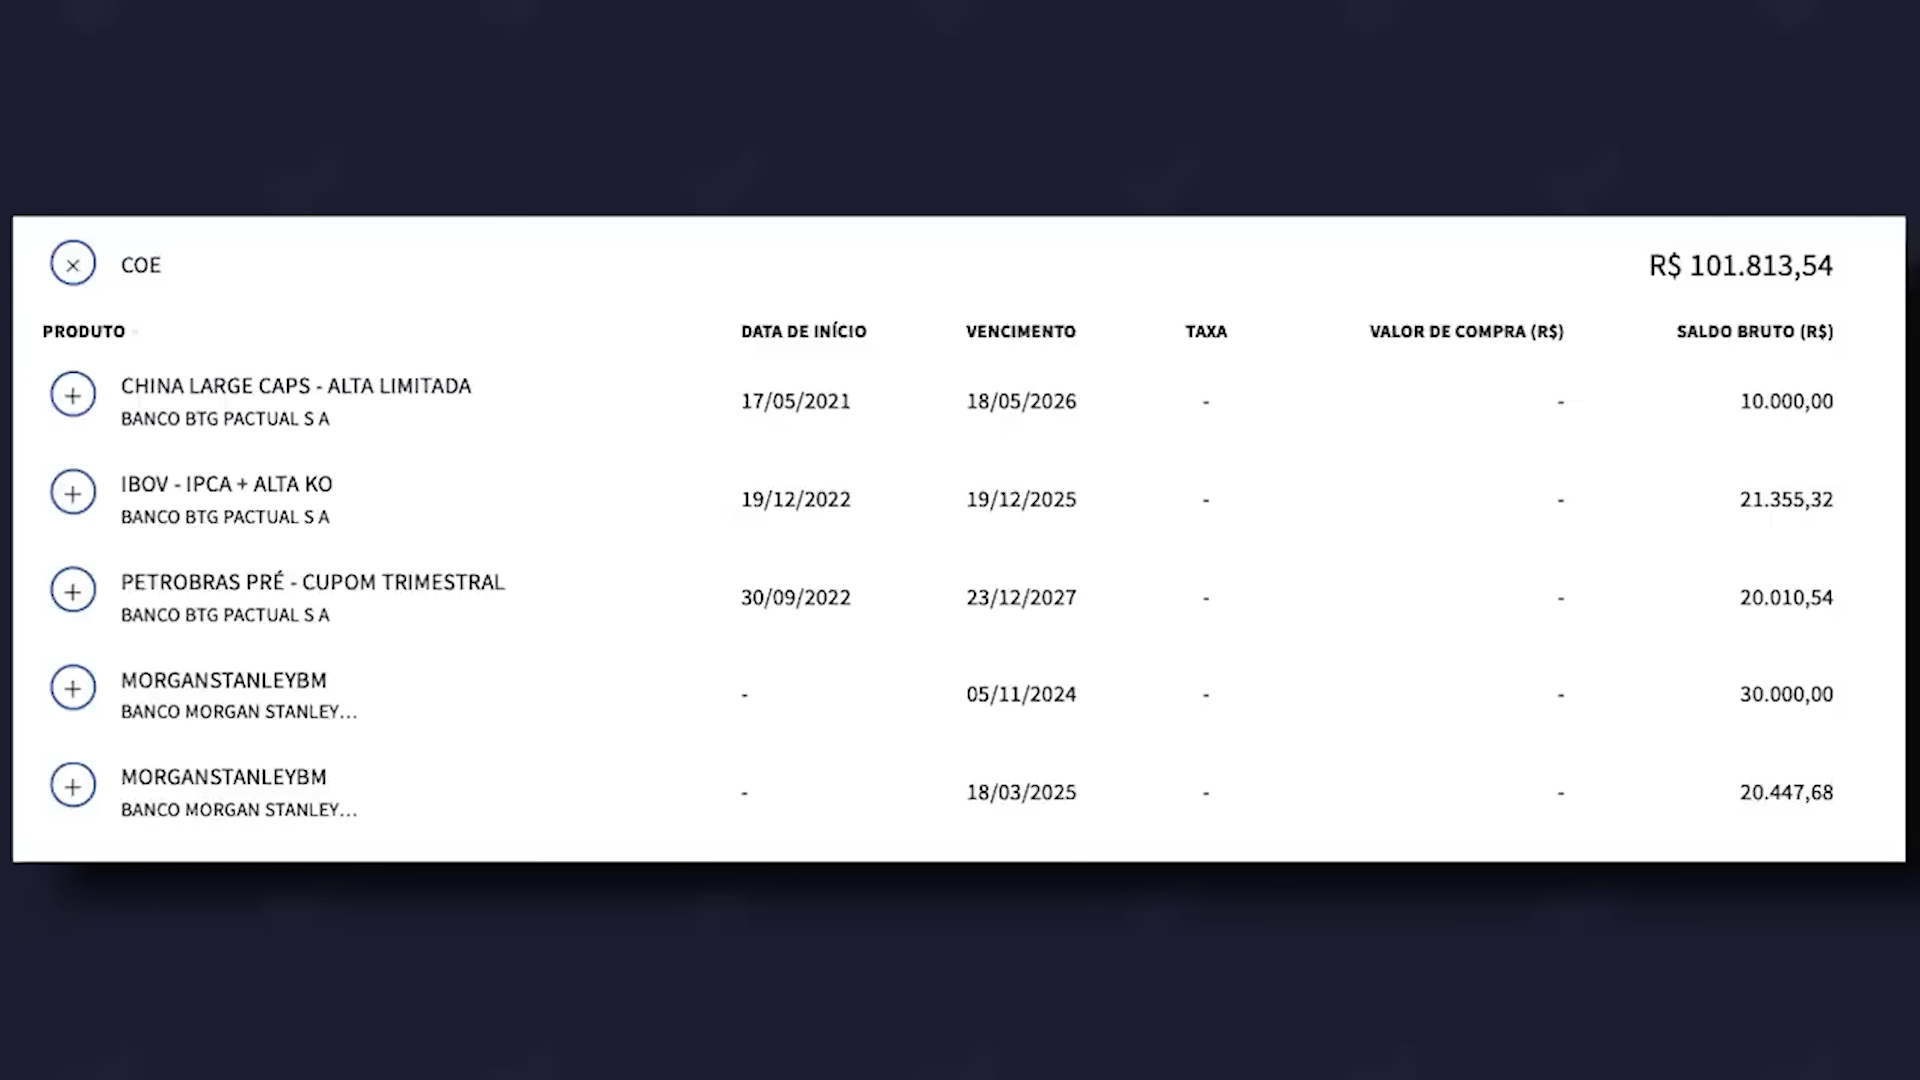 COE R$ 101.813,54
PRODUTO DATA DE INÍCIO VENCIMENTO TAXA VALOR DE COMPRA (R$) SALDO BRUTO (R$)
CHINA LARGE CAPS - ALTA LIMITADA
BANCO BTG PACTUAL S A
17/05/2021 18/05/2026 - - 10.000,00
IBOV - IPCA + ALTA KO
BANCO BTG PACTUAL S A
19/12/2022 19/12/2025 - - 21.355,32
PETROBRAS PRÉ - CUPOM TRIMESTRAL
BANCO BTG PACTUAL S A
30/09/2022 23/12/2027 - - 20.010,54
MORGANSTANLEYBM
BANCO MORGAN STANLEY...
- 05/11/2024 - - 30.000,00
MORGANSTANLEYBM
BANCO MORGAN STANLEY...
- 18/03/2025 - - 20.447,68